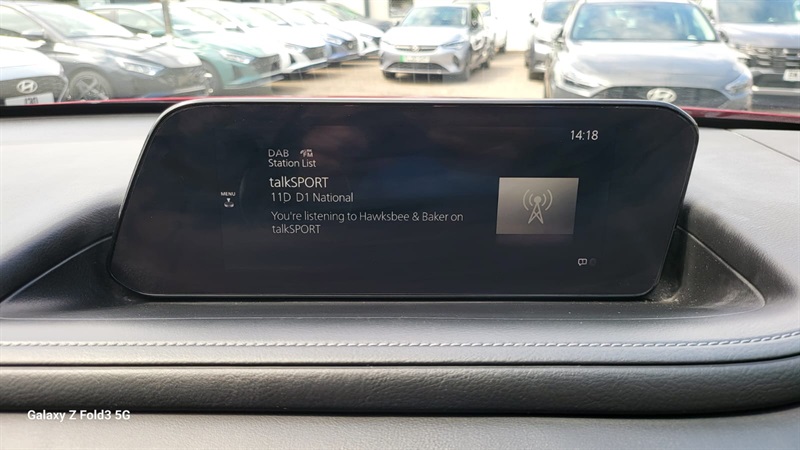 14:18
DAB
Station List
MENU
talkSPORT
11D D1 National
You're listening to Hawksbee & Baker on
talkSPORT
Galaxy Z Fold3 5G